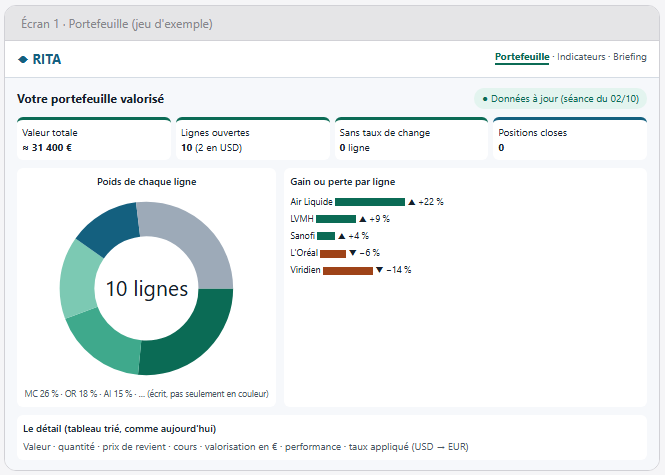 Écran 1 · Portefeuille (jeu d'exemple)
RITA
Portefeuille · Indicateurs · Briefing
Votre portefeuille valorisé
● Données à jour (séance du 02/10)
Valeur totale
≈ 31 400 €
Lignes ouvertes
10 (2 en USD)
Sans taux de change
0 ligne
Positions closes
0
Poids de chaque ligne
10 lignes
MC 26 % · OR 18 % · AI 15 % · … (écrit, pas seulement en couleur)
Gain ou perte par ligne
Air Liquide ▲ +22 %
LVMH ▲ +9 %
Sanofi ▲ +4 %
L'Oréal ▼ −6 %
Viridien ▼ −14 %
Le détail (tableau trié, comme aujourd'hui)
Valeur · quantité · prix de revient · cours · valorisation en € · performance · taux appliqué (USD → EUR)